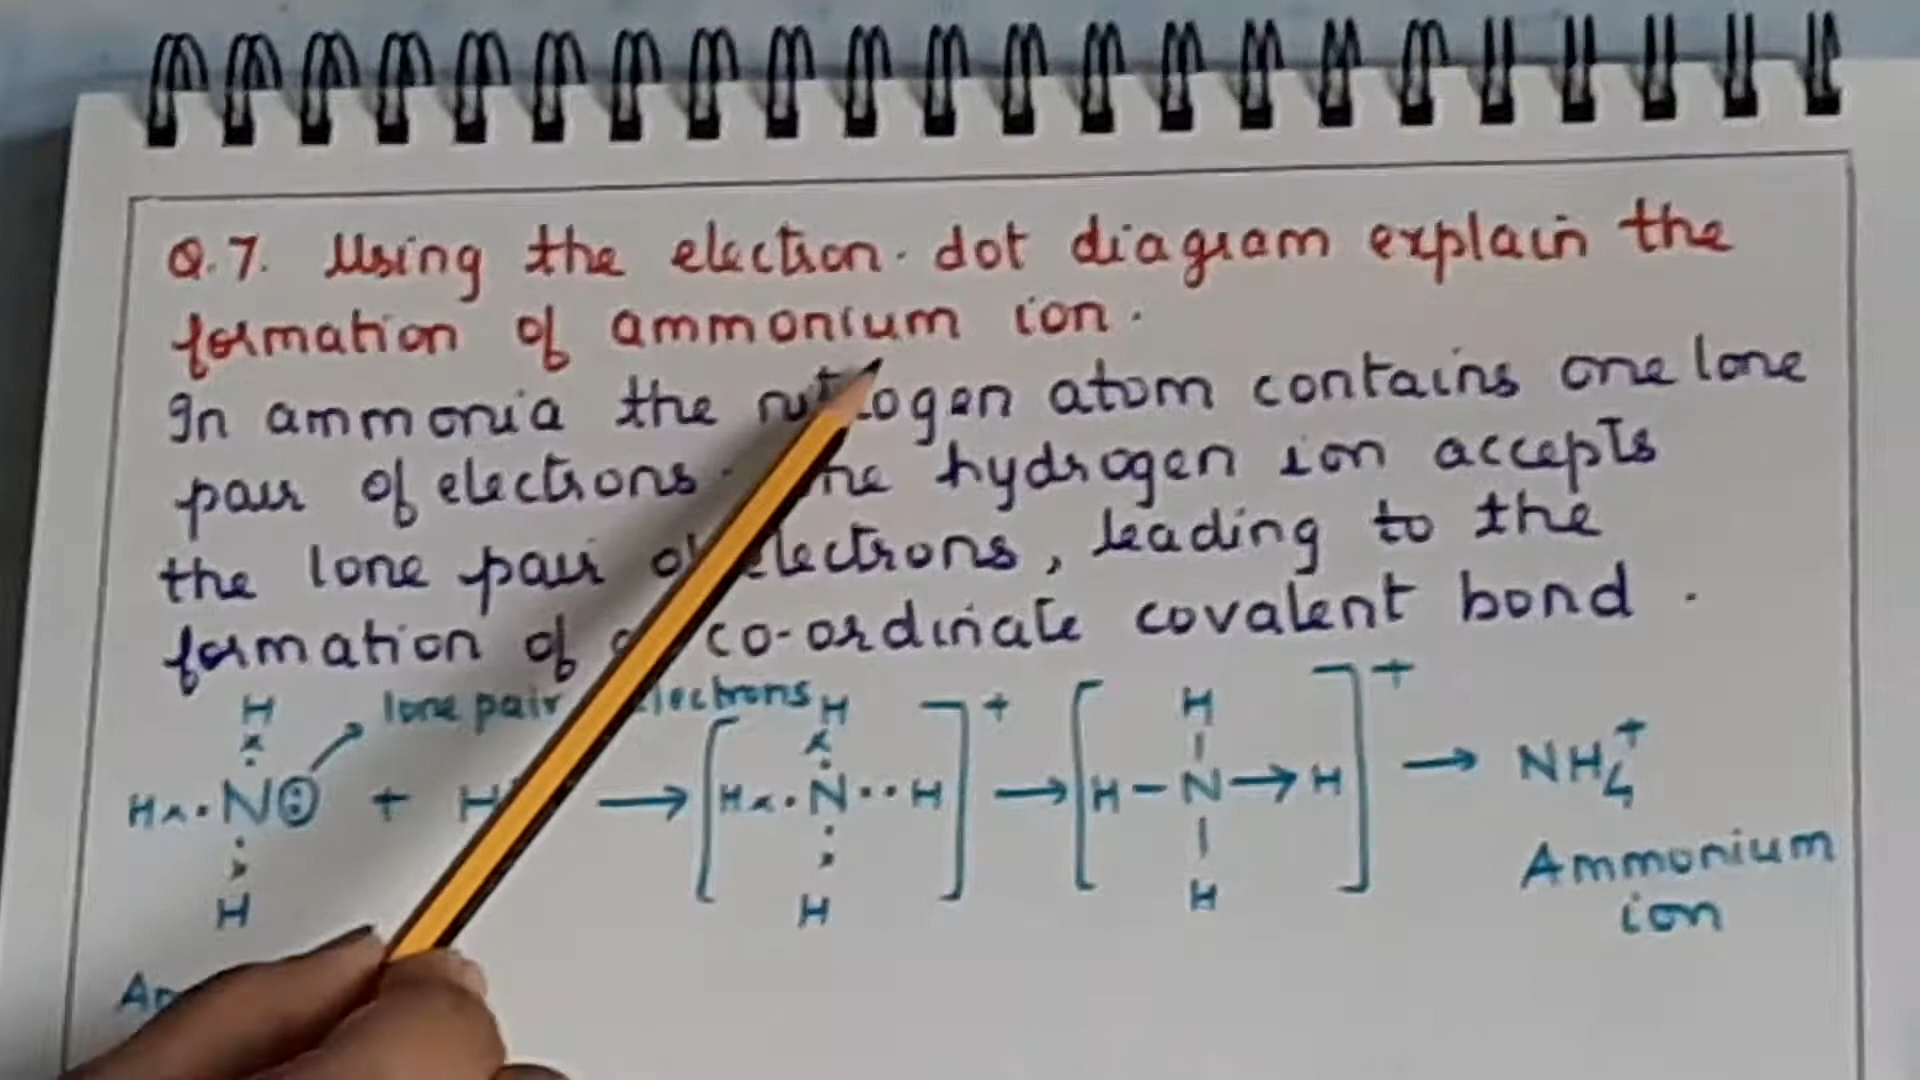 Q.7. Using the electron. dot diagram explain the
formation of ammonium ion.
In ammonia the atom contains one lone
pair of electrons. hydrogen ion accepts
the lone pair electrons, leading to the
formation of co-ordinate covalent bond.
lone pair electrons
H H + H +
H x . N : + H → [ H x . N . . H ] → [ H - N → H ] → NH4+
H H H
Ammonium
ion